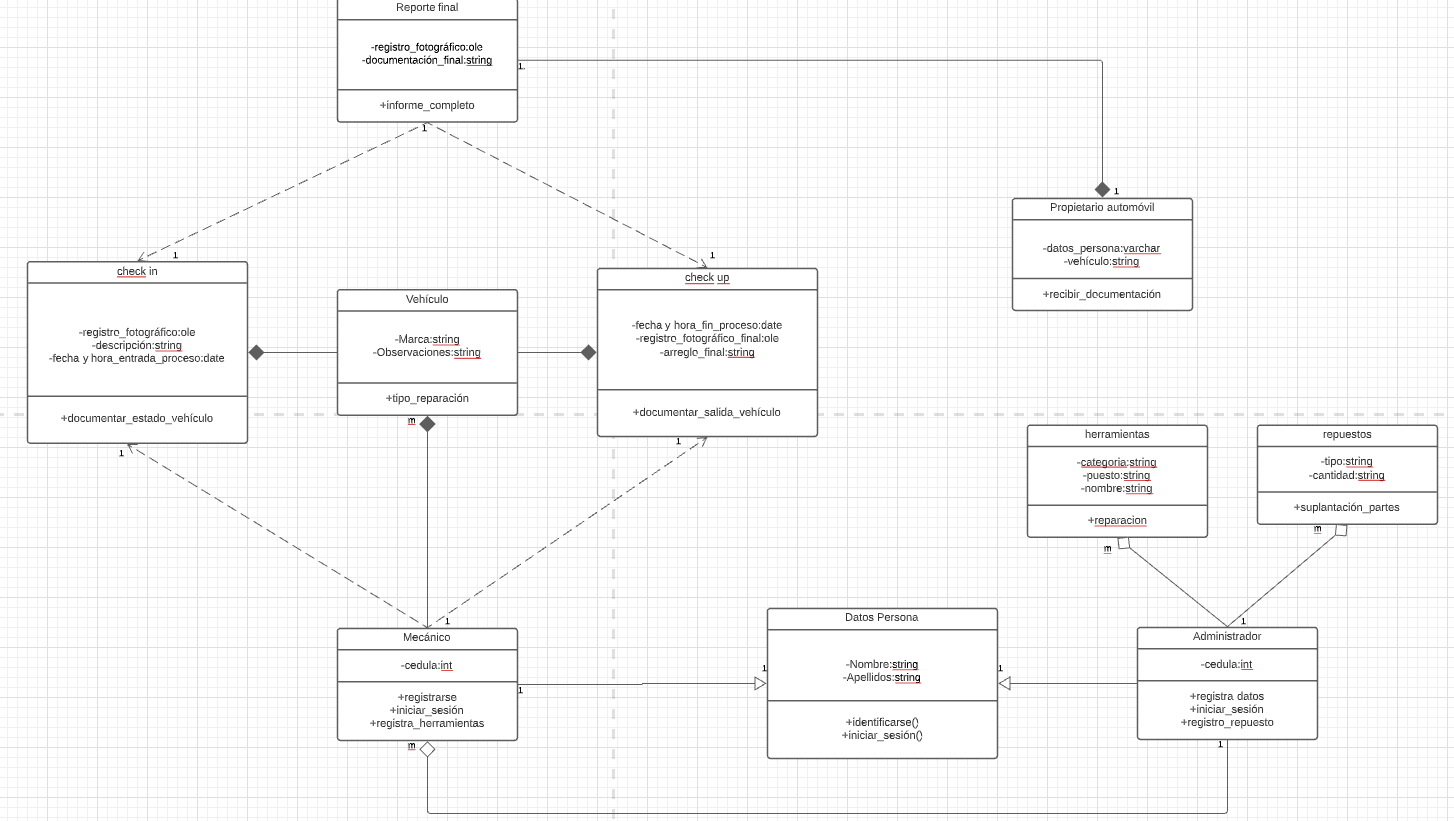 Reporte final
-registro_fotográfico:ole
-documentación_final:string
+informe_completo
1.
1
1
Propietario automóvil
-datos_persona:varchar
-vehículo:string
+recibir_documentación
1
1
check in
-registro_fotográfico:ole
-descripción:string
-fecha y hora_entrada_proceso:date
+documentar_estado_vehículo
1
Vehículo
-Marca:string
-Observaciones:string
+tipo_reparación
m
check up
-fecha y hora_fin_proceso:date
-registro_fotográfico_final:ole
-arreglo_final:string
+documentar_salida_vehículo
1
1
herramientas
-categoria:string
-puesto:string
-nombre:string
+reparacion
m
repuestos
-tipo:string
-cantidad:string
+suplantación_partes
m
1
Mecánico
-cedula:int
+registrarse
+iniciar_sesión
+registra_herramientas
1
m
Datos Persona
-Nombre:string
-Apellidos:string
+identificarse()
+iniciar_sesión()
1
1
1
Administrador
-cedula:int
+registra datos
+iniciar_sesión
+registro_repuesto
1